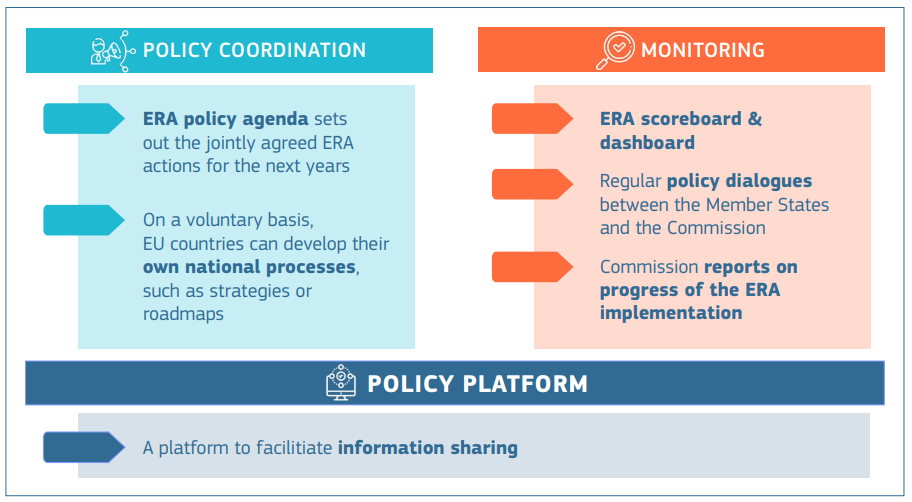 POLICY COORDINATION
ERA policy agenda sets
out the jointly agreed ERA
actions for the next years
On a voluntary basis,
EU countries can develop their
own national processes,
such as strategies or
roadmaps
MONITORING
ERA scoreboard &
dashboard
Regular policy dialogues
between the Member States
and the Commission
Commission reports on
progress of the ERA
implementation
POLICY PLATFORM
A platform to facilitiate information sharing